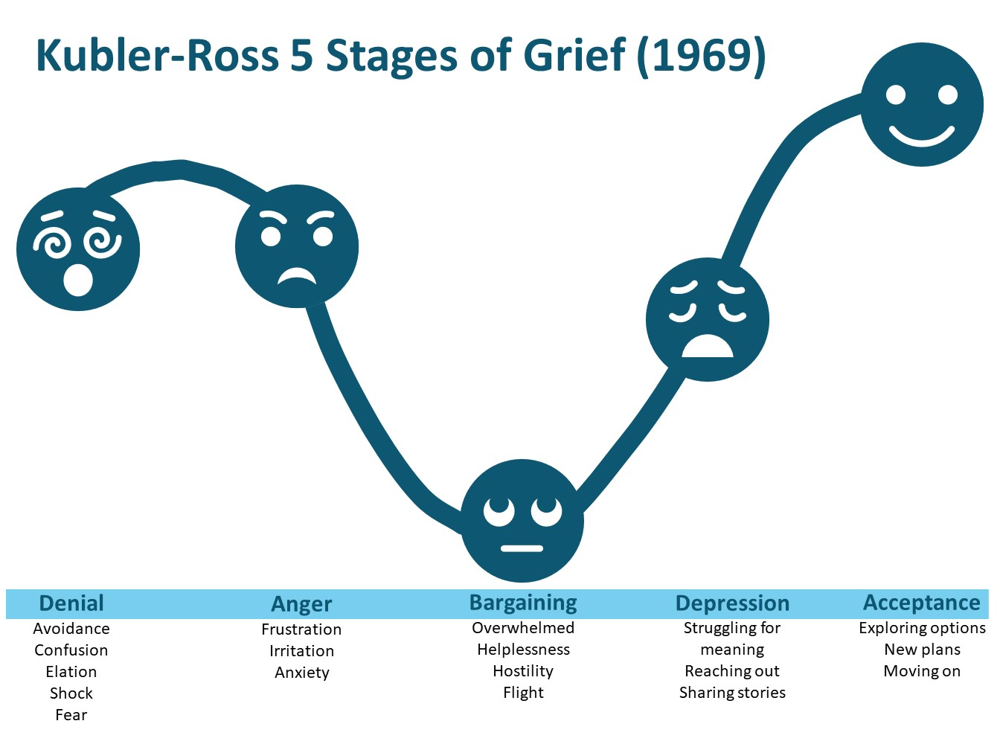 Kubler-Ross 5 Stages of Grief (1969)
Denial
Avoidance
Confusion
Elation
Shock
Fear
Anger
Frustration
Irritation
Anxiety
Bargaining
Overwhelmed
Helplessness
Hostility
Flight
Depression
Struggling for
meaning
Reaching out
Sharing stories
Acceptance
Exploring options
New plans
Moving on